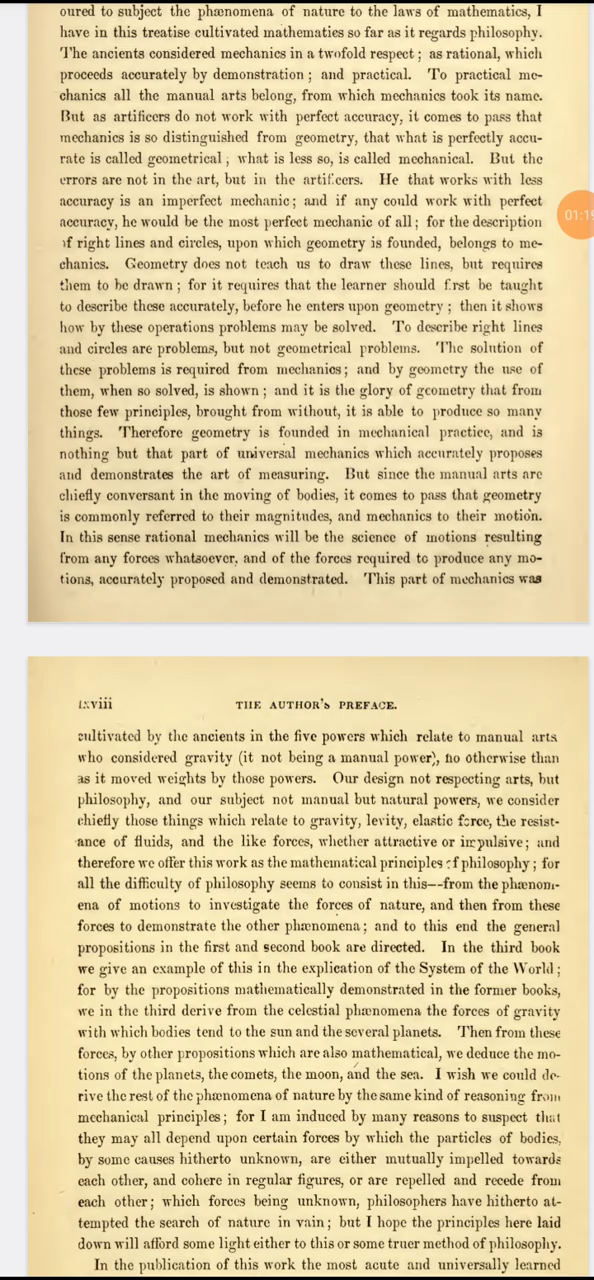 oured to subject the phænomena of nature to the laws of mathematics, I
have in this treatise cultivated mathematics so far as it regards philosophy.
The ancients considered mechanics in a twofold respect; as rational, which
proceeds accurately by demonstration; and practical. To practical me-
chanics all the manual arts belong, from which mechanics took its name.
But as artificers do not work with perfect accuracy, it comes to pass that
mechanics is so distinguished from geometry, that what is perfectly accu-
rate is called geometrical, what is less so, is called mechanical. But the
errors are not in the art, but in the artificers. He that works with less
accuracy is an imperfect mechanic; and if any could work with perfect
accuracy, he would be the most perfect mechanic of all; for the description
of right lines and circles, upon which geometry is founded, belongs to me-
chanics. Geometry does not teach us to draw these lines, but requires
them to be drawn; for it requires that the learner should first be taught
to describe these accurately, before he enters upon geometry; then it shows
how by these operations problems may be solved. To describe right lines
and circles are problems, but not geometrical problems. The solution of
these problems is required from mechanics; and by geometry the use of
them, when so solved, is shown; and it is the glory of geometry that from
those few principles, brought from without, it is able to produce so many
things. Therefore geometry is founded in mechanical practice, and is
nothing but that part of universal mechanics which accurately proposes
and demonstrates the art of measuring. But since the manual arts are
chiefly conversant in the moving of bodies, it comes to pass that geometry
is commonly referred to their magnitudes, and mechanics to their motion.
In this sense rational mechanics will be the science of motions resulting
from any forces whatsoever, and of the forces required to produce any mo-
tions, accurately proposed and demonstrated. This part of mechanics was
01:19
lxviii THE AUTHOR's PREFACE.
cultivated by the ancients in the five powers which relate to manual arts
who considered gravity (it not being a manual power), no otherwise than
as it moved weights by those powers. Our design not respecting arts, but
philosophy, and our subject not manual but natural powers, we consider
chiefly those things which relate to gravity, levity, elastic force, the resist-
ance of fluids, and the like forces, whether attractive or impulsive; and
therefore we offer this work as the mathematical principles of philosophy; for
all the difficulty of philosophy seems to consist in this--from the phænom-
ena of motions to investigate the forces of nature, and then from these
forces to demonstrate the other phænomena; and to this end the general
propositions in the first and second book are directed. In the third book
we give an example of this in the explication of the System of the World;
for by the propositions mathematically demonstrated in the former books,
we in the third derive from the celestial phænomena the forces of gravity
with which bodies tend to the sun and the several planets. Then from these
forces, by other propositions which are also mathematical, we deduce the mo-
tions of the planets, the comets, the moon, and the sea. I wish we could de-
rive the rest of the phænomena of nature by the same kind of reasoning from
mechanical principles; for I am induced by many reasons to suspect that
they may all depend upon certain forces by which the particles of bodies,
by some causes hitherto unknown, are either mutually impelled towards
each other, and cohere in regular figures, or are repelled and recede from
each other; which forces being unknown, philosophers have hitherto at-
tempted the search of nature in vain; but I hope the principles here laid
down will afford some light either to this or some truer method of philosophy.
In the publication of this work the most acute and universally learned